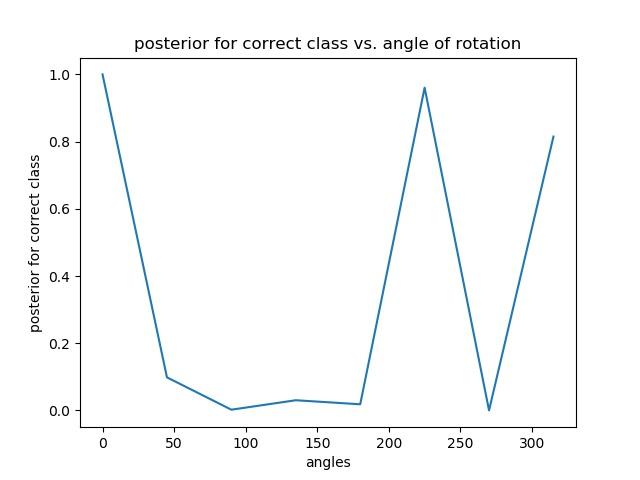 posterior for correct class vs. angle of rotation
posterior for correct class
1.0
0.8
0.6
0.4
0.2
0.0
0 50 100 150 200 250 300
angles